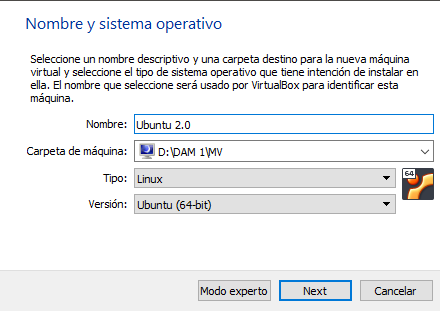 Nombre y sistema operativo
Seleccione un nombre descriptivo y una carpeta destino para la nueva máquina
virtual y seleccione el tipo de sistema operativo que tiene intención de instalar en
ella. El nombre que seleccione será usado por VirtualBox para identificar esta
máquina.
Nombre: Ubuntu 2.0
Carpeta de máquina: D:\DAM 1\MV
Tipo: Linux 64
Versión: Ubuntu (64-bit)
Modo experto Next Cancelar